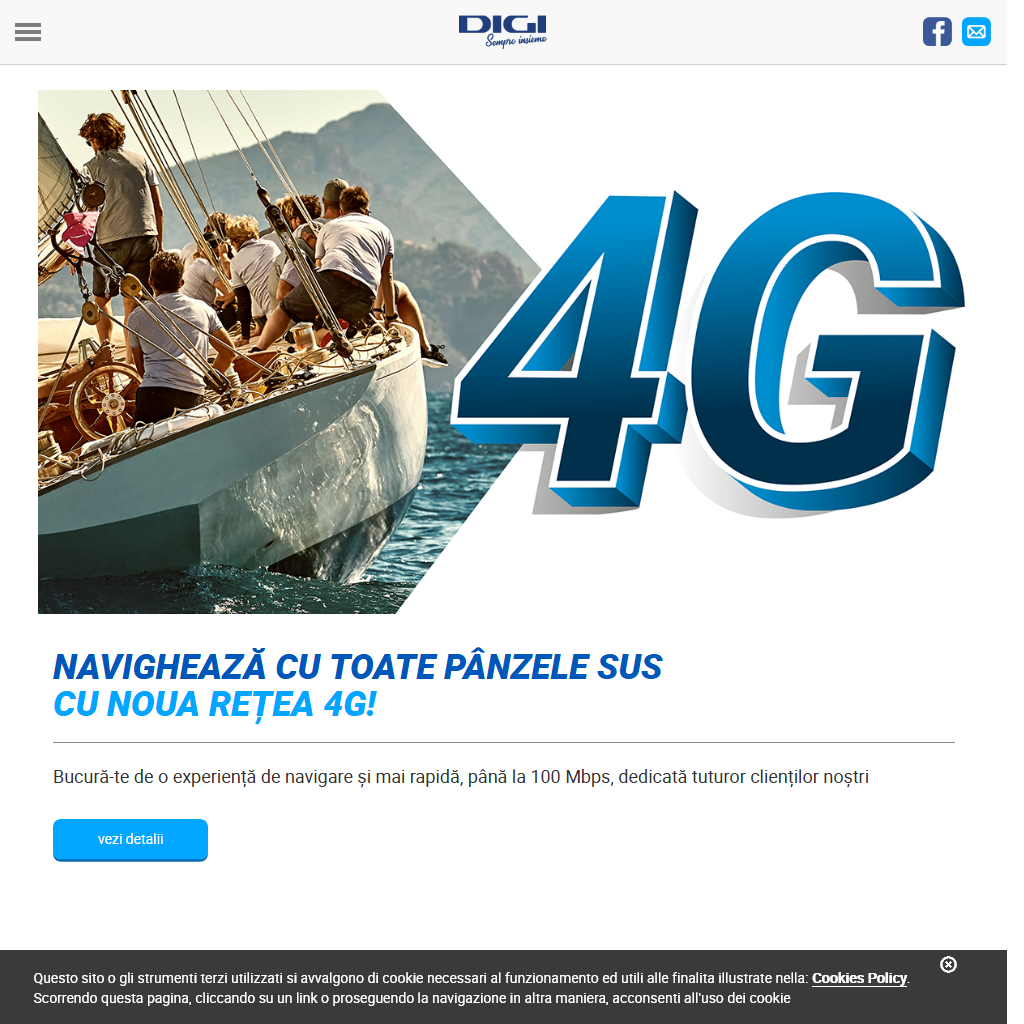 DIGI
Sempre insieme
4G
NAVIGHEAZĂ CU TOATE PÂNZELE SUS
CU NOUA REȚEA 4G!
Bucură-te de o experiență de navigare și mai rapidă, până la 100 Mbps, dedicată tuturor clienților noștri
vezi detalii
Questo sito o gli strumenti terzi utilizzati si avvalgono di cookie necessari al funzionamento ed utili alle finalita illustrate nella: Cookies Policy.
Scorrendo questa pagina, cliccando su un link o proseguendo la navigazione in altra maniera, acconsenti all'uso dei cookie